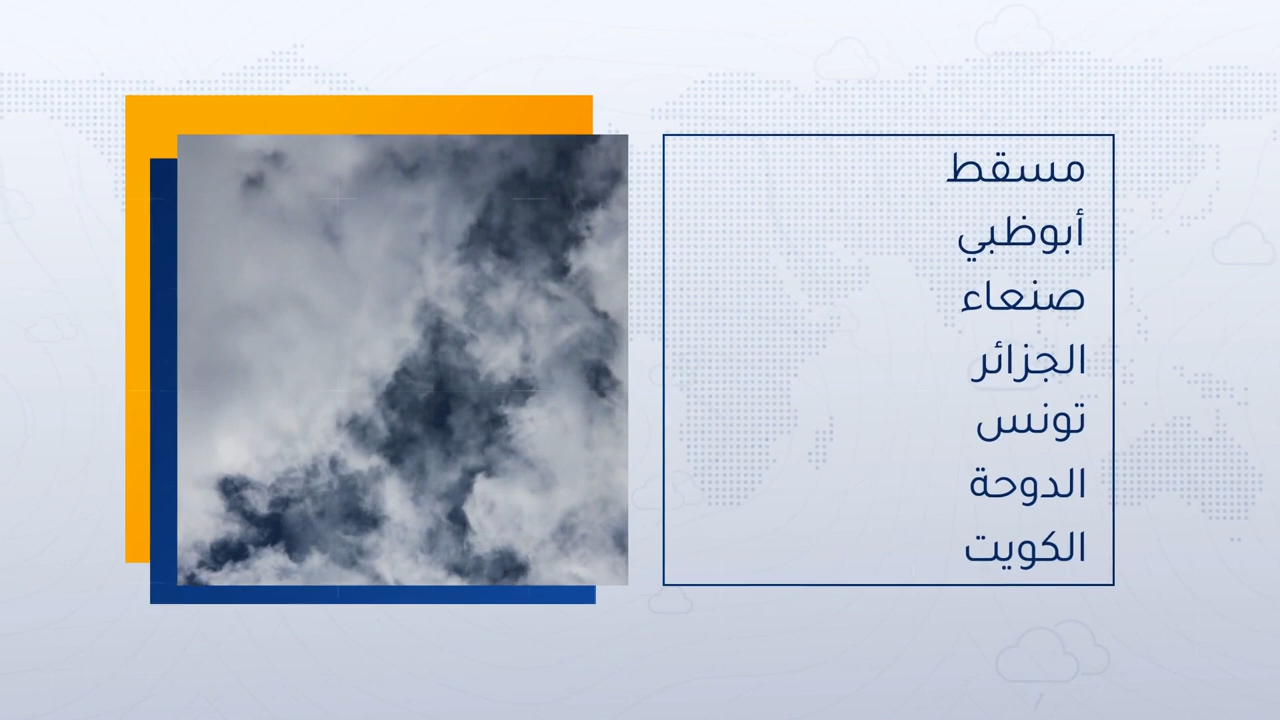 مسقط
أبوظبي
صنعاء
الجزائر
تونس
الدوحة
الكويت